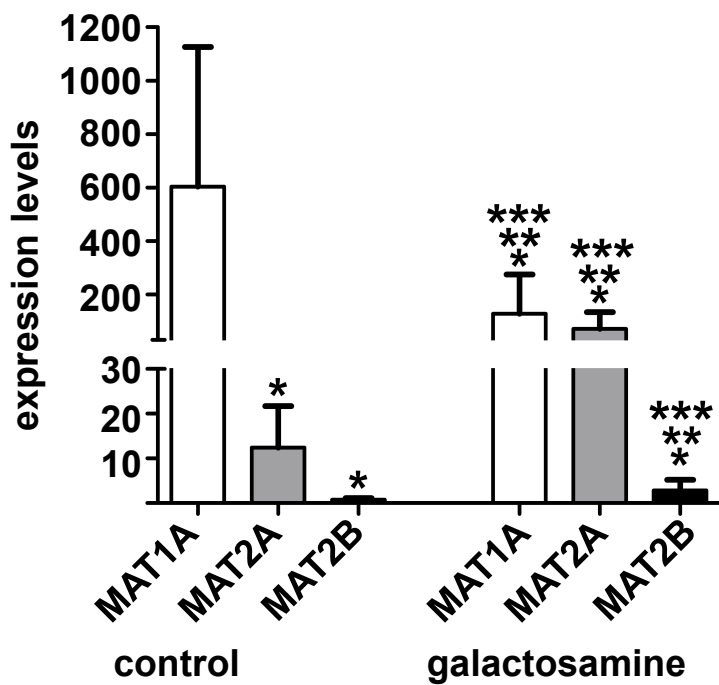 expression levels
1200
1000
800
600
400
200
30
20
10
*
*
***
**
*
***
**
*
***
**
*
MAT1A
MAT2A
MAT2B
MAT1A
MAT2A
MAT2B
control
galactosamine